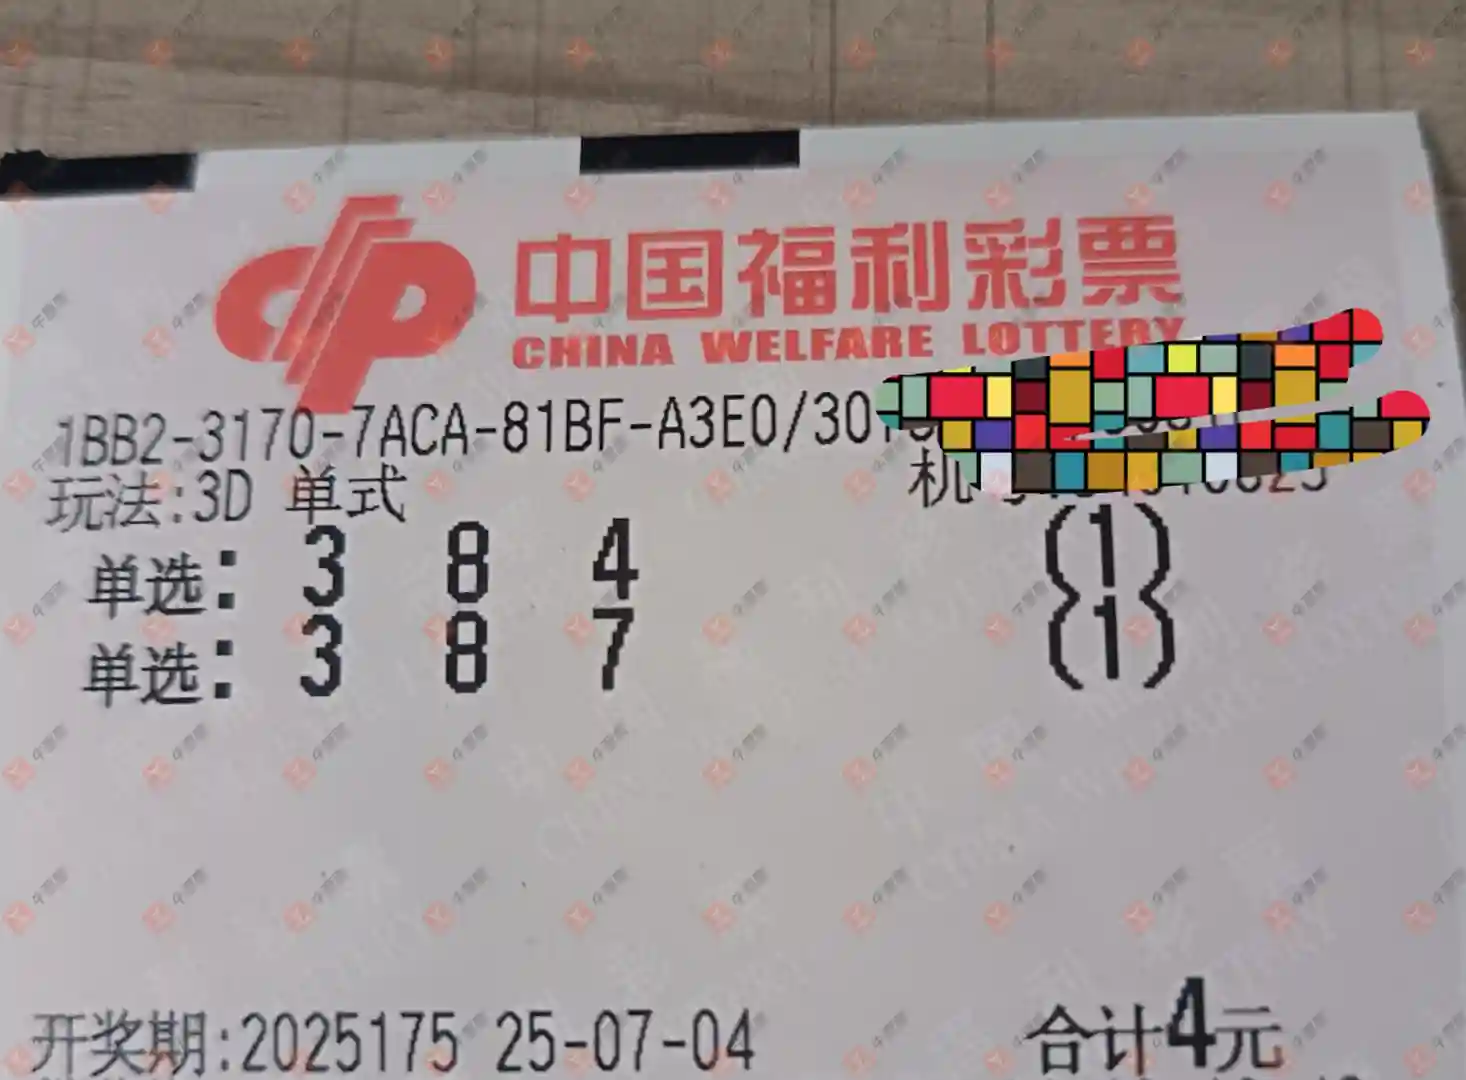 中国福利彩票
CHINA WELFARE LOTTERY
1BB2-3170-7ACA-81BF-A3E0/30
玩法:3D 单式 机
单选: 3 8 4 (1)
单选: 3 8 7 (1)
开奖期:2025175 25-07-04 合计4元